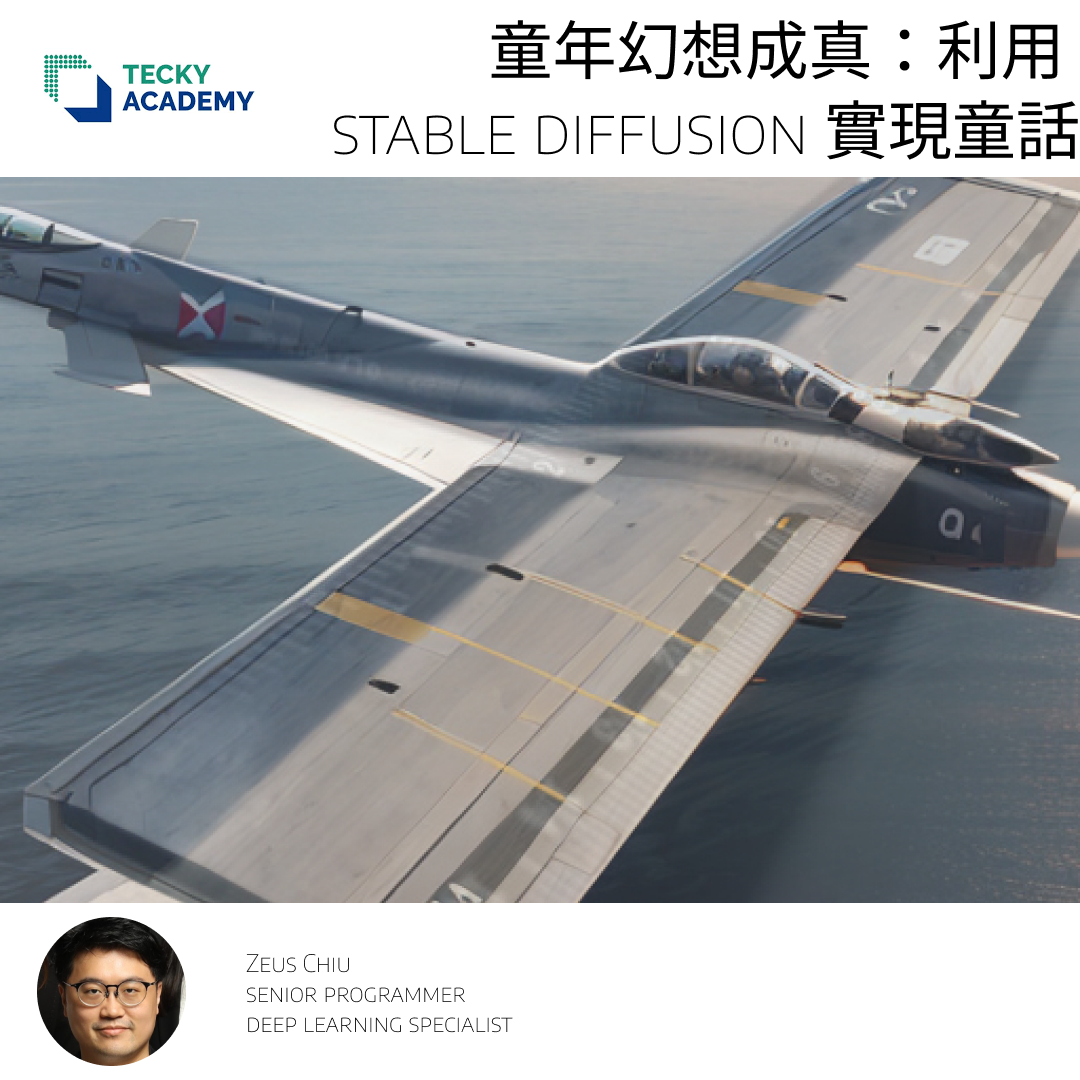 TECKY
ACADEMY
童年幻想成真：利用
STABLE DIFFUSION 實現童話
Zeus Chiu
SENIOR PROGRAMMER
DEEP LEARNING SPECIALIST